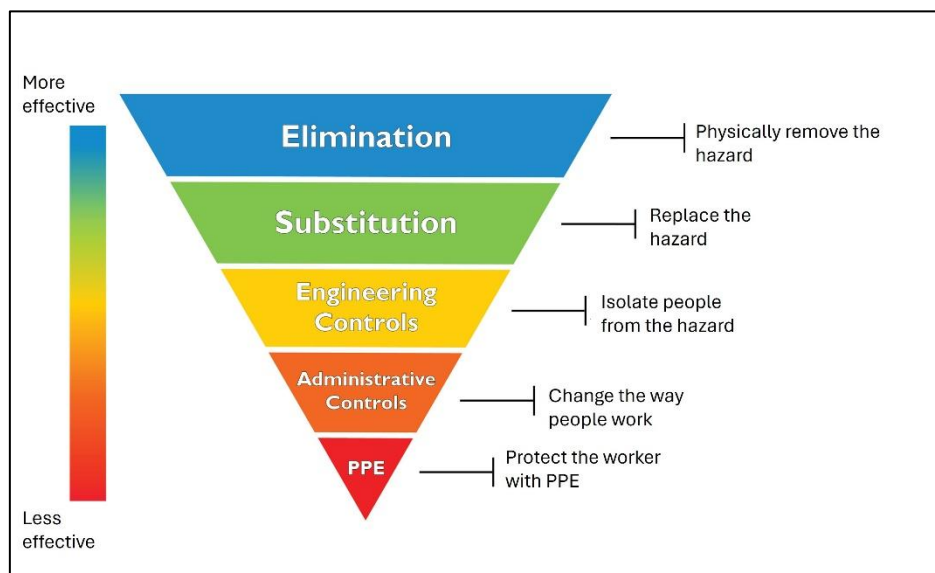 More
effective
Elimination
Physically remove the
hazard
Substitution
Replace the
hazard
Engineering
Controls
Isolate people
from the hazard
Administrative
Controls
Change the way
people work
PPE
Protect the worker
with PPE
Less
effective